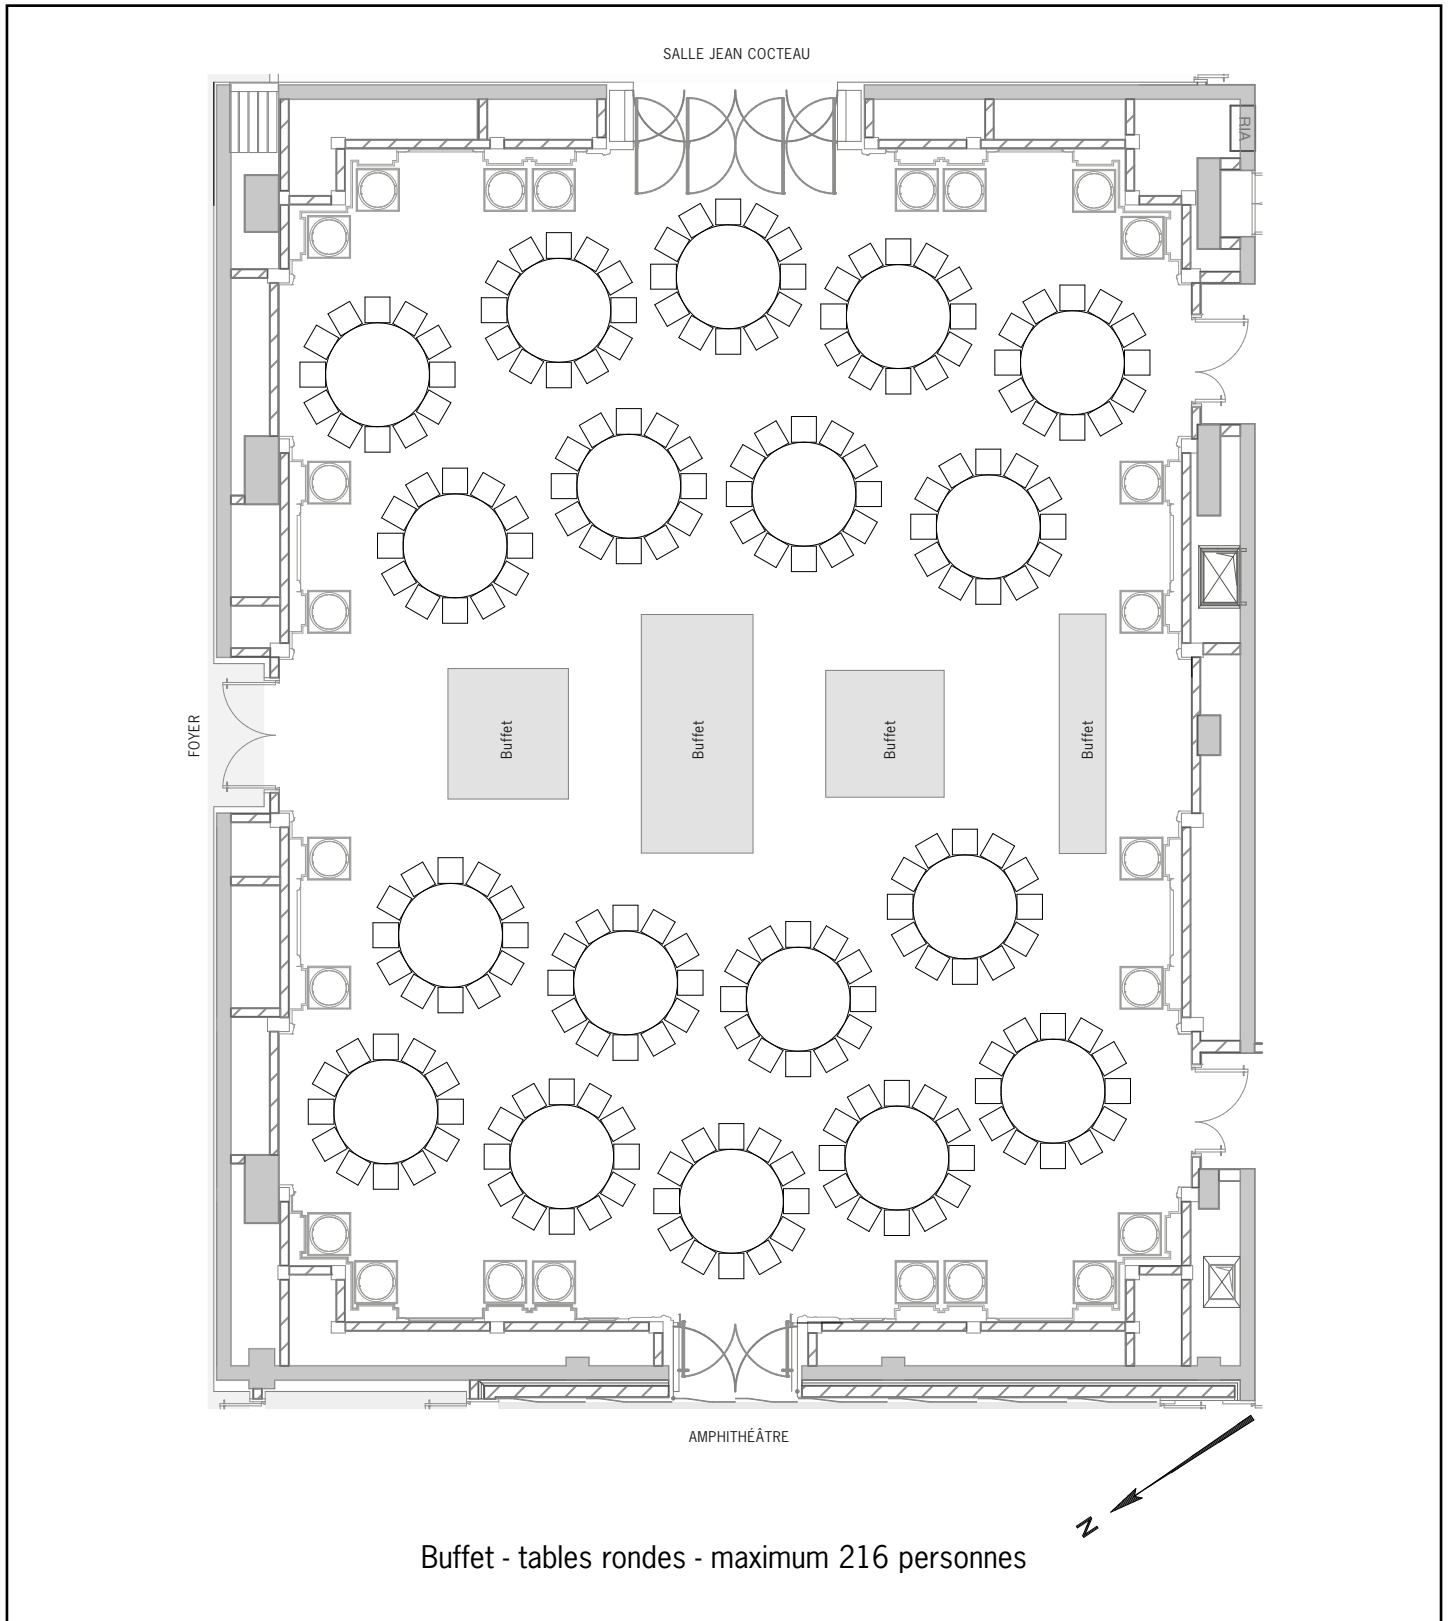 SALLE JEAN COCTEAU
RIA
FOYER
Buffet
Buffet
Buffet
Buffet
AMPHITHÉÂTRE
N
Buffet - tables rondes - maximum 216 personnes